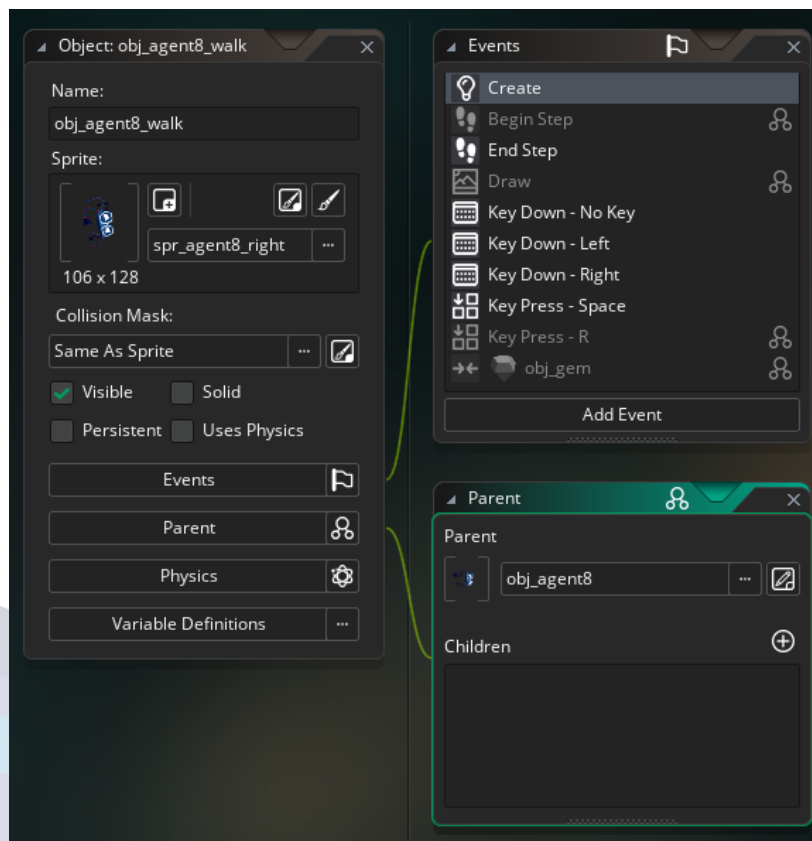 Object: obj_agent8_walk
Name:
obj_agent8_walk
Sprite:
spr_agent8_right
106 x 128
Collision Mask:
Same As Sprite
Visible
Solid
Persistent
Uses Physics
Events
Parent
Physics
Variable Definitions
Events
Create
Begin Step
End Step
Draw
Key Down - No Key
Key Down - Left
Key Down - Right
Key Press - Space
Key Press - R
obj_gem
Add Event
Parent
Parent
obj_agent8
Children